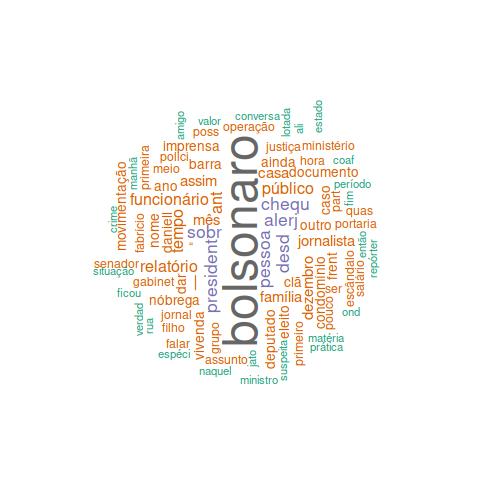 bolsonaro
conversa
estado
lotada
ali
valor
amigo
poss
operação
imprensa
justiça
ministério
polici
primeira
manhã
meio
barra
ainda
hora
coaf
casa
documento
movimentação
ano
assim
público
período
funcionário
ant
chequ
caso
part
fim
quas
crime
fabrício
nome
daniell
tempo
mês
sobr
alerj
outro
portaria
jornalista
então
repórter
senador
situação
relatório
president
pessoa
desd
frent
gabinet
dar
|
“
clã
condomínio
dezembro
ser
escândalo
salário
ficou
nóbrega
família
pouco
ond
verdad
rua
jornal
filho
vivenda
grupo
deputado
eleito
primeiro
matéria
prática
falar
espéci
assunto
jato
suspeita
naquel
ministro